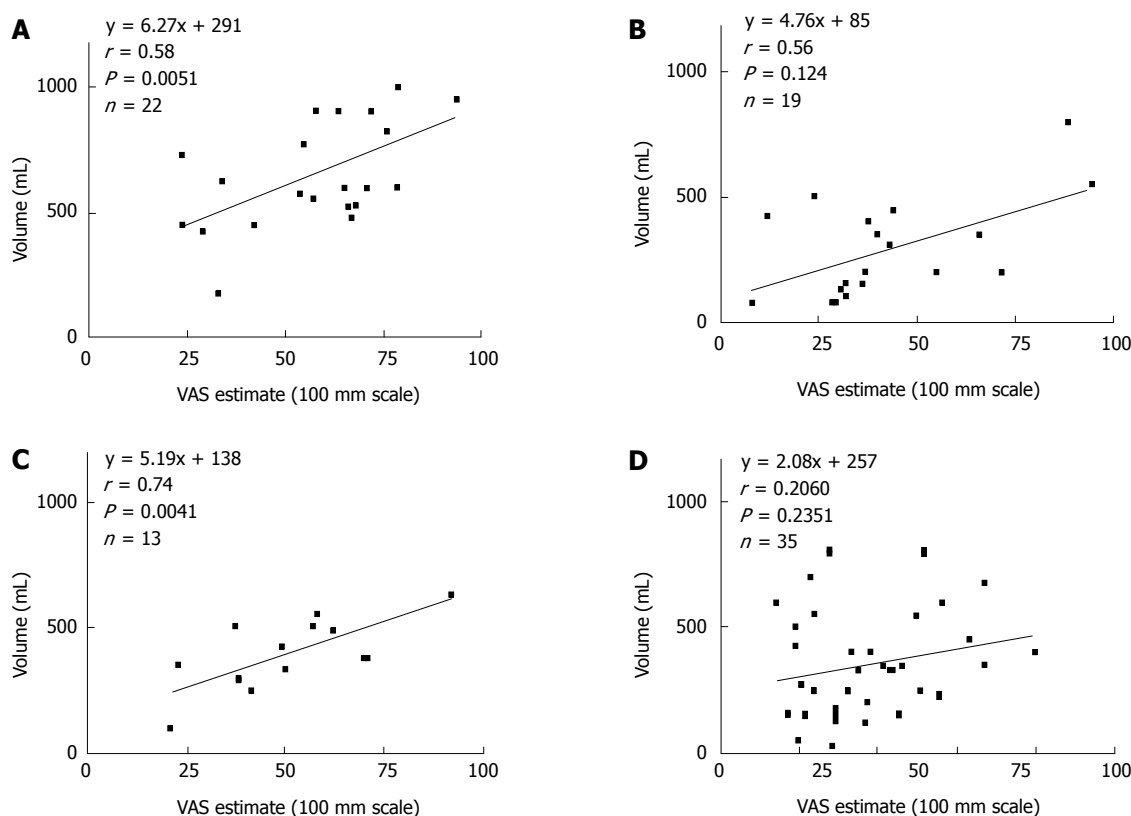 A
y = 6.27x + 291
r = 0.58
P = 0.0051
n = 22
1000
500
0
Volume (mL)
0 25 50 75 100
VAS estimate (100 mm scale)
B
y = 4.76x + 85
r = 0.56
P = 0.124
n = 19
1000
500
0
Volume (mL)
0 25 50 75 100
VAS estimate (100 mm scale)
C
y = 5.19x + 138
r = 0.74
P = 0.0041
n = 13
1000
500
0
Volume (mL)
0 25 50 75 100
VAS estimate (100 mm scale)
D
y = 2.08x + 257
r = 0.2060
P = 0.2351
n = 35
1000
500
0
Volume (mL)
0 25 50 75 100
VAS estimate (100 mm scale)